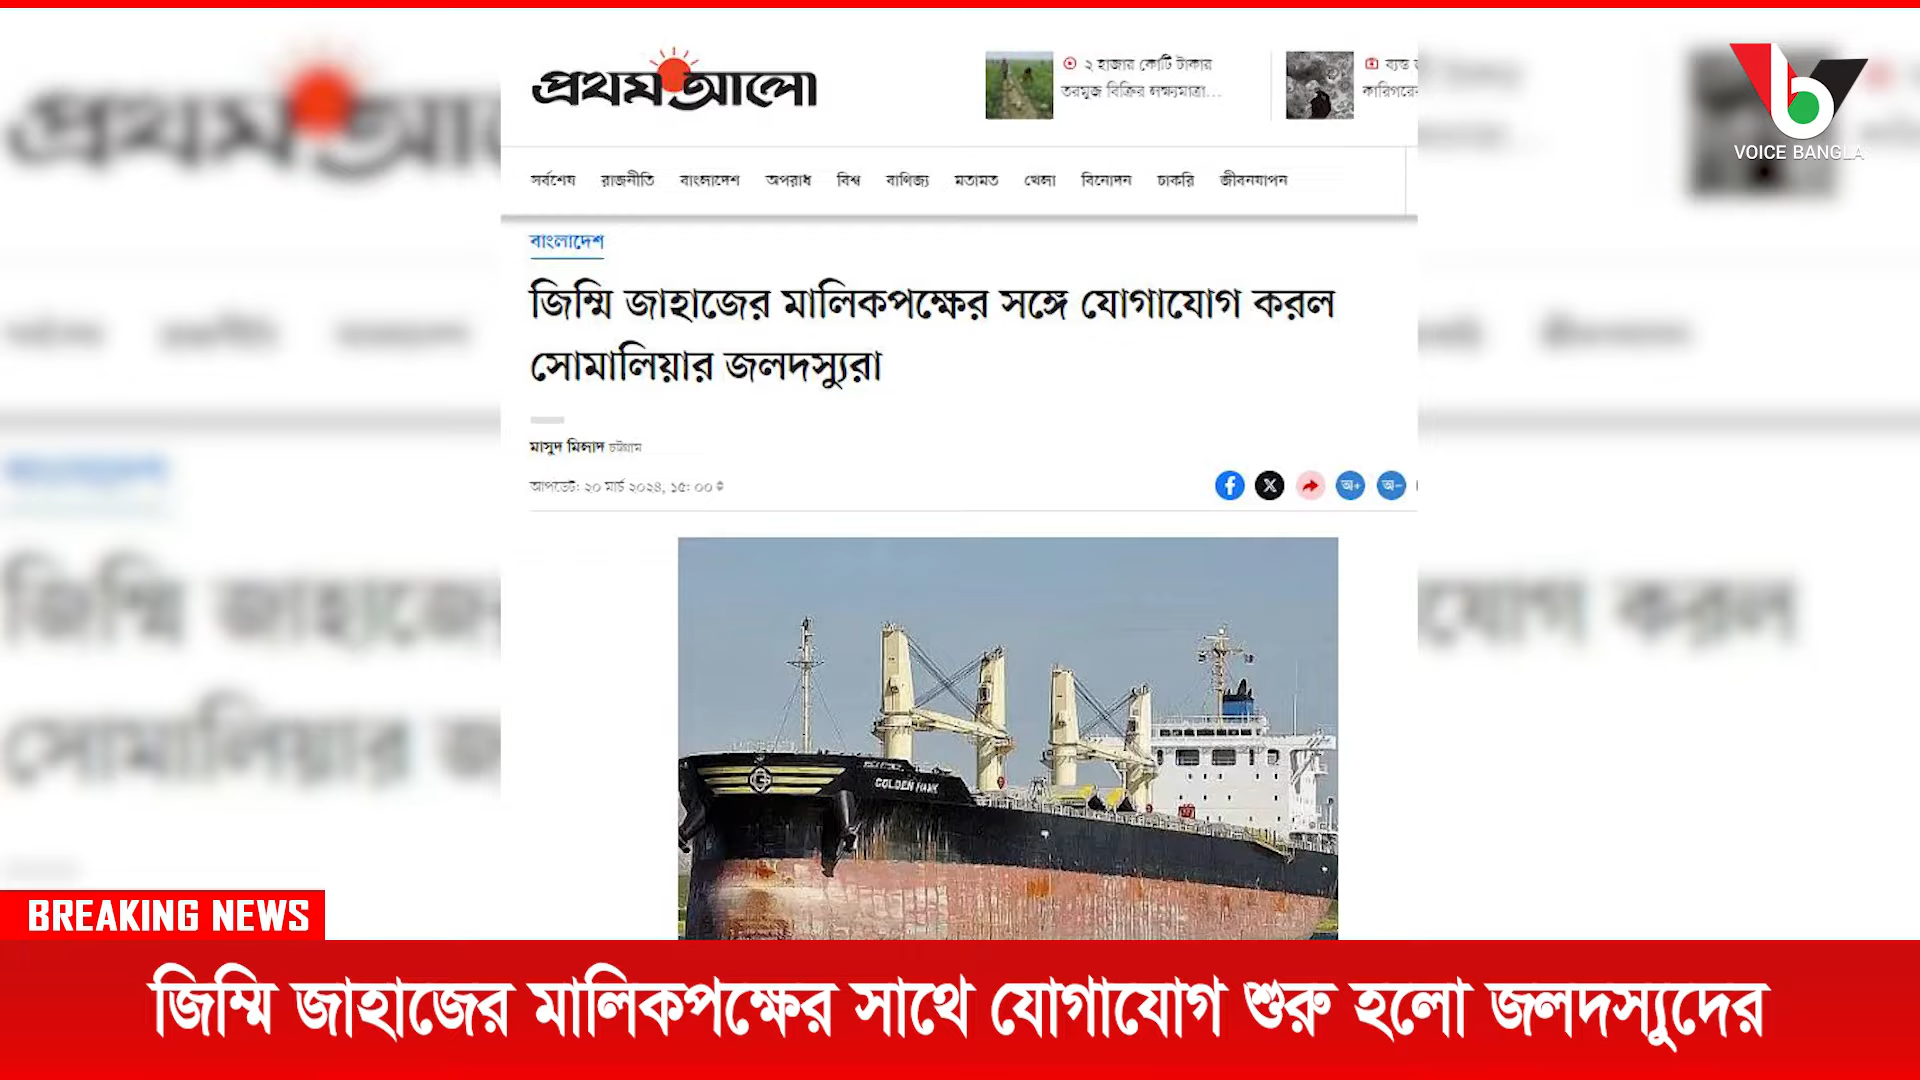 প্রথম আলো
২ হাজার কোটি টাকার
তরমুজ বিক্রির লক্ষ্যমাত্রা...
ব্যড
VOICE BANGLA
সর্বশেষ রাজনীতি বাংলাদেশ অপরাধ বিশ্ব বাণিজ্য মতামত খেলা বিনোদন চাকরি জীবনযাপন
বাংলাদেশ
জিম্মি জাহাজের মালিকপক্ষের সঙ্গে যোগাযোগ করল
সোমালিয়ার জলদস্যুরা
মাসুদ মিলাদ চট্টগ্রাম
আপডেট: ২০ মার্চ ২০২৪, ১৫: ০০
অ+ অ-
GOLDEN HAWK
BREAKING NEWS
জিম্মি জাহাজের মালিকপক্ষের সাথে যোগাযোগ শুরু হলো জলদস্যুদের